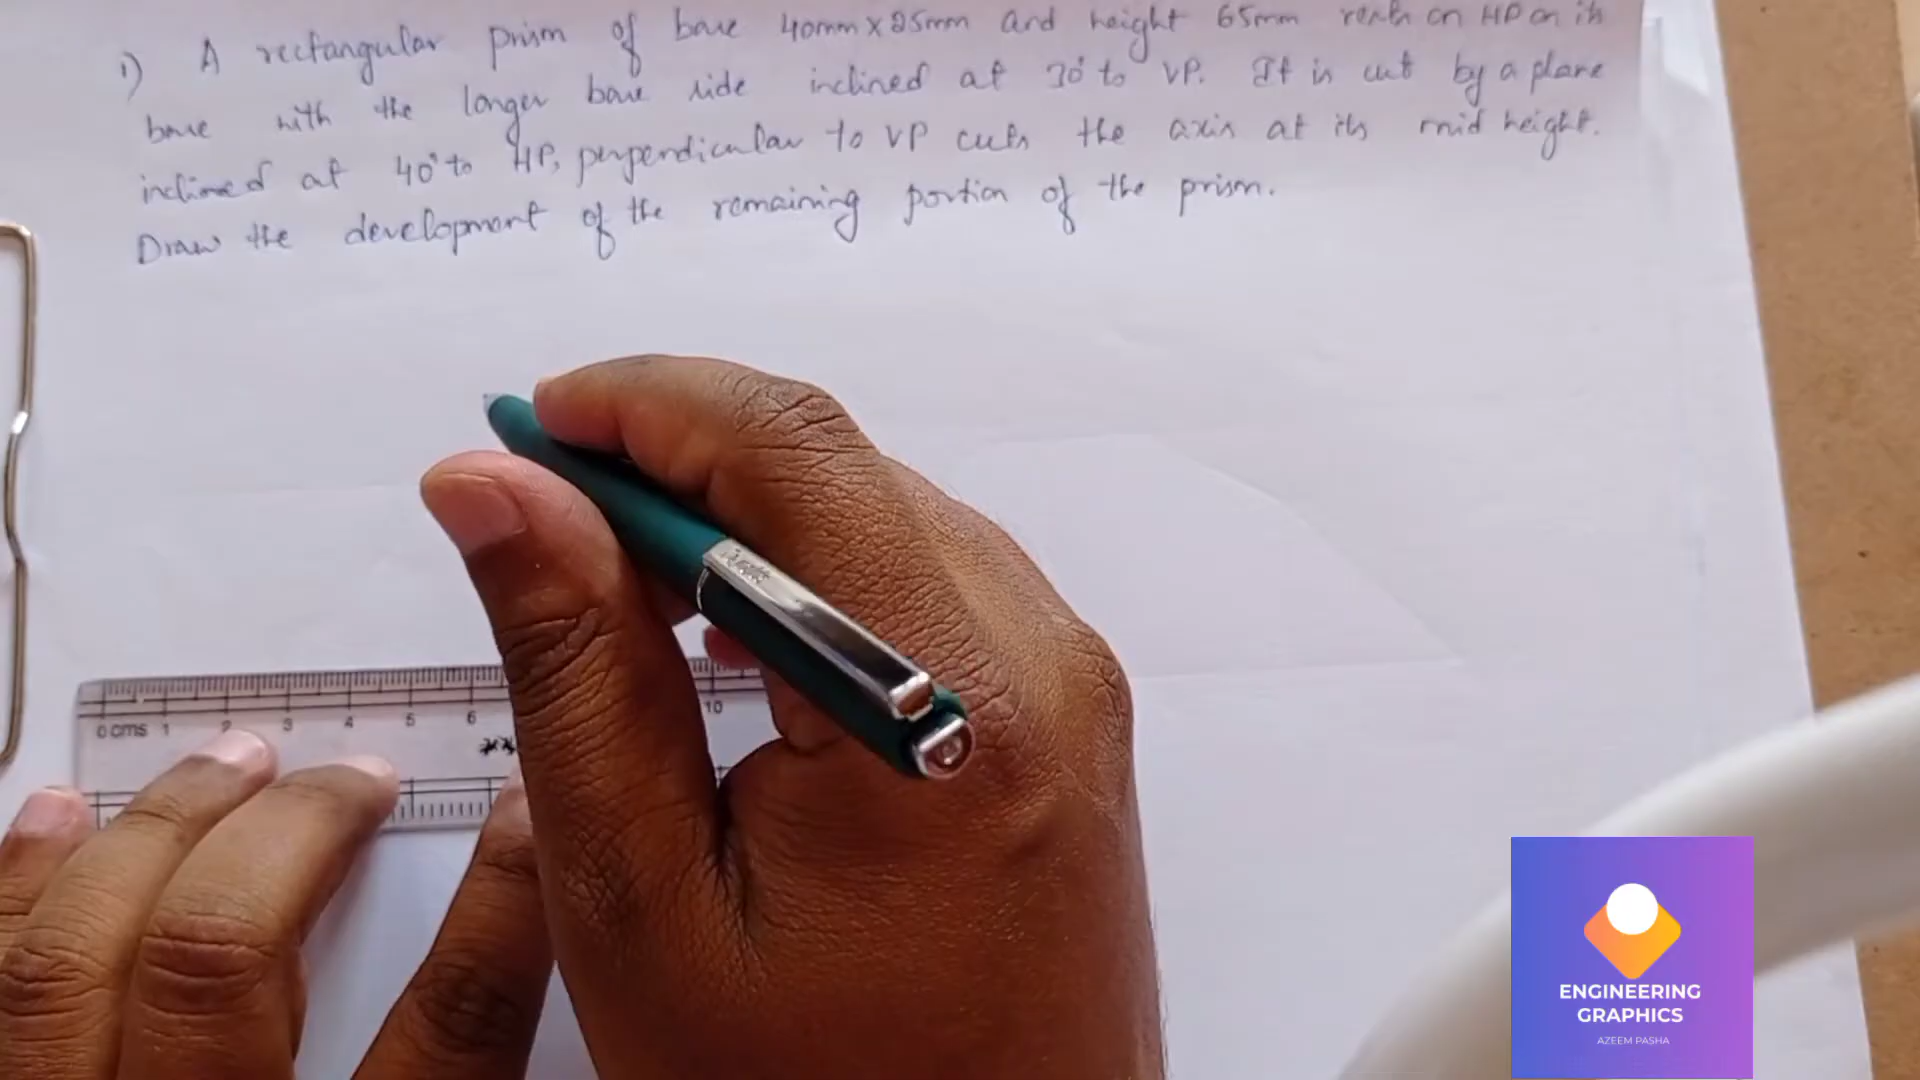 1) A rectangular prism of base 40mm x 25mm and height 65mm rests on HP on its
base with the longer base side inclined at 30° to VP. It is cut by a plane
inclined at 40° to HP, perpendicular to VP cuts the axis at its mid height.
Draw the development of the remaining portion of the prism.
0 cms 1 2 3 4 5 6 10
ENGINEERING
GRAPHICS
AZEEM PASHA